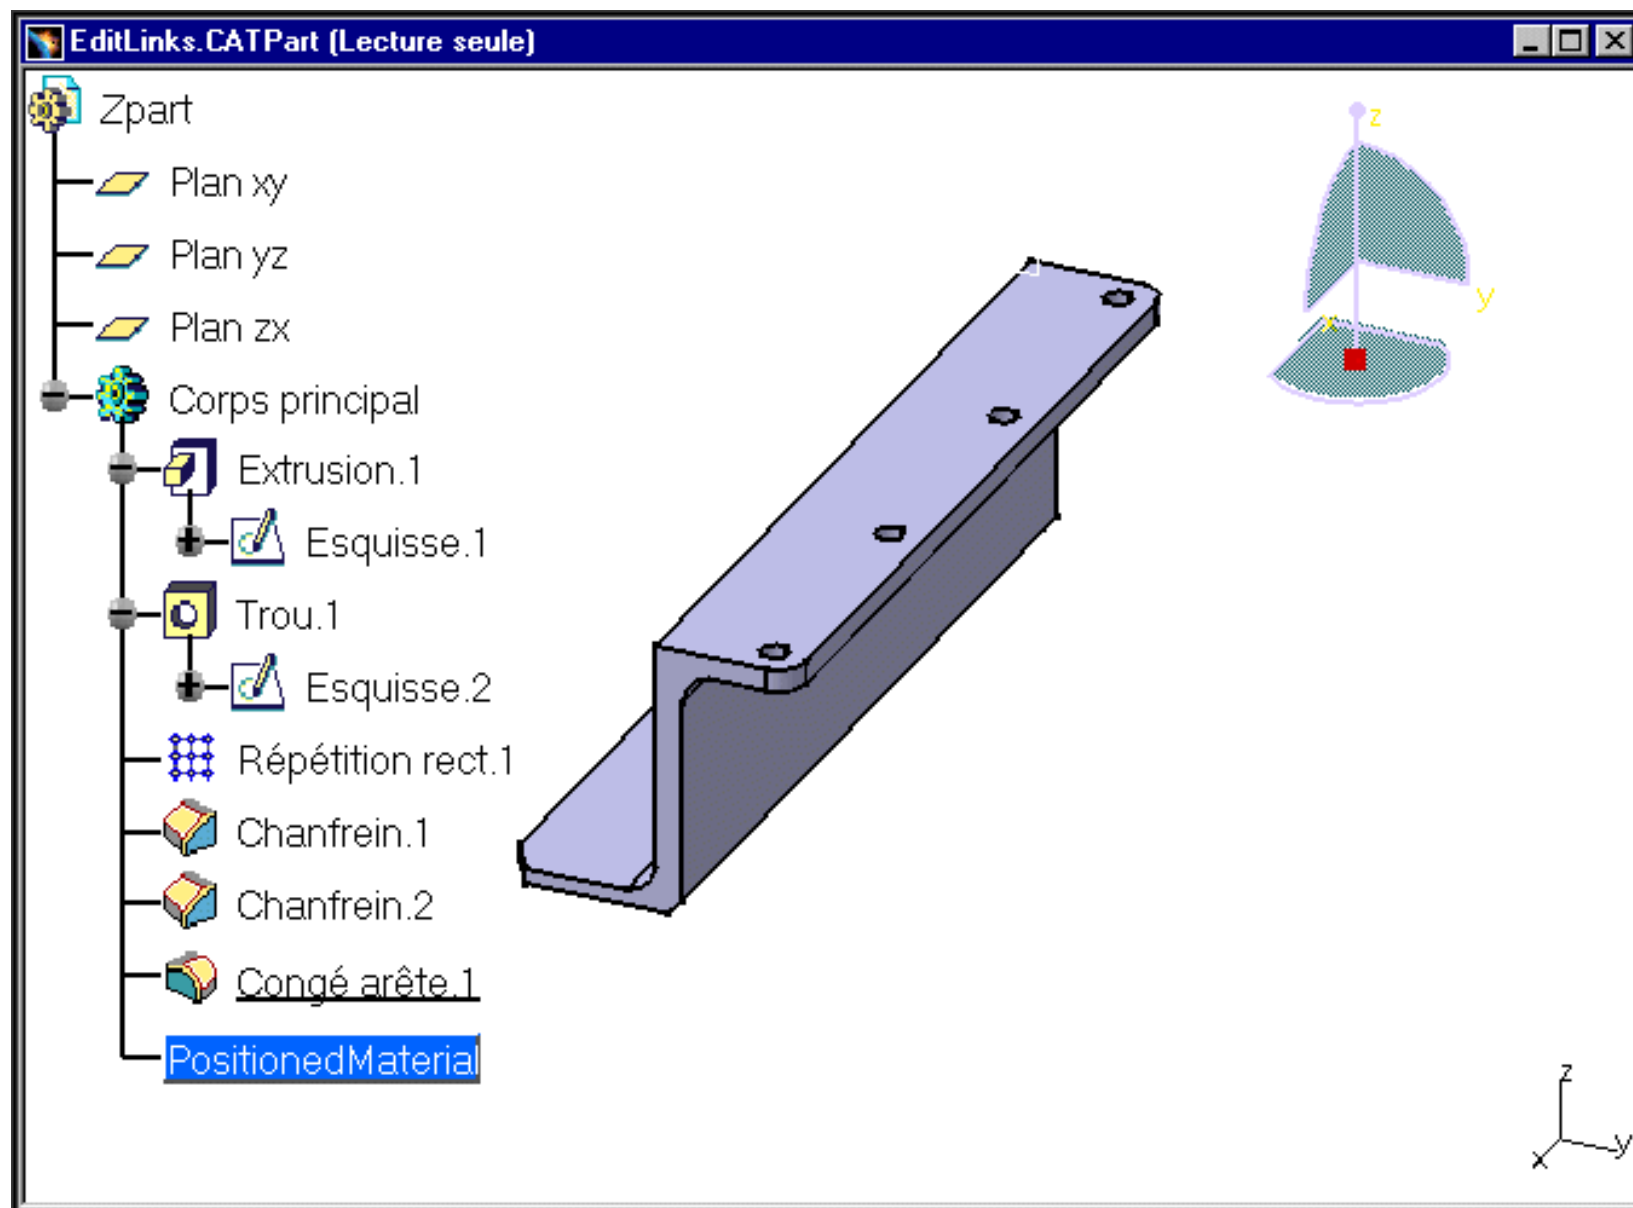 EditLinks.CATPart (Lecture seule)
Zpart
Plan xy
Plan yz
Plan zx
Corps principal
Extrusion.1
Esquisse.1
Trou.1
Esquisse.2
Répétition rect.1
Chanfrein.1
Chanfrein.2
Congé arête.1
PositionedMaterial
z
y
x
z
y
x